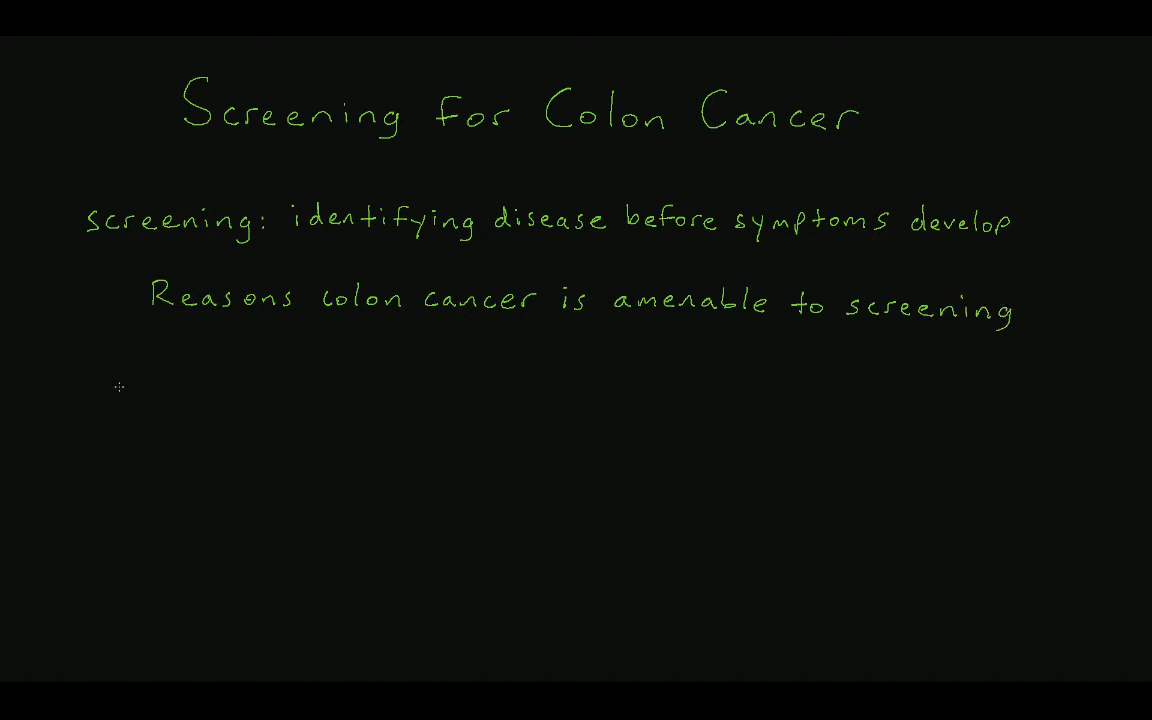 Screening for Colon Cancer
screening: identifying disease before symptoms develop
Reasons colon cancer is amenable to screening